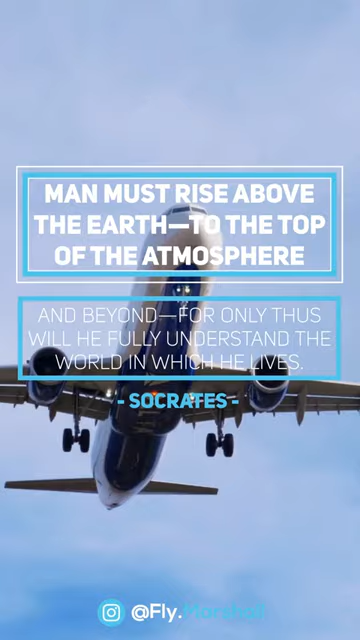 MAN MUST RISE ABOVE
THE EARTH—TO THE TOP
OF THE ATMOSPHERE
AND BEYOND—FOR ONLY THUS
WILL HE FULLY UNDERSTAND THE
WORLD IN WHICH HE LIVES.
- SOCRATES -
@Fly.Marshall